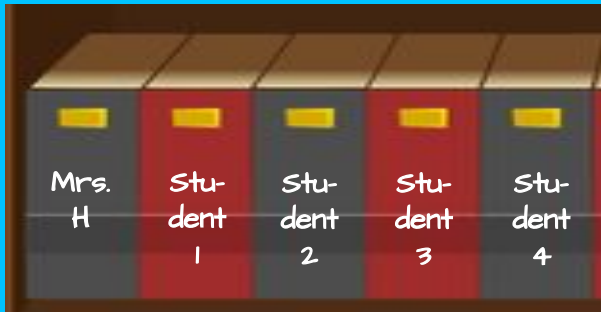 Mrs.
H
Stu-
dent
1
Stu-
dent
2
Stu-
dent
3
Stu-
dent
4